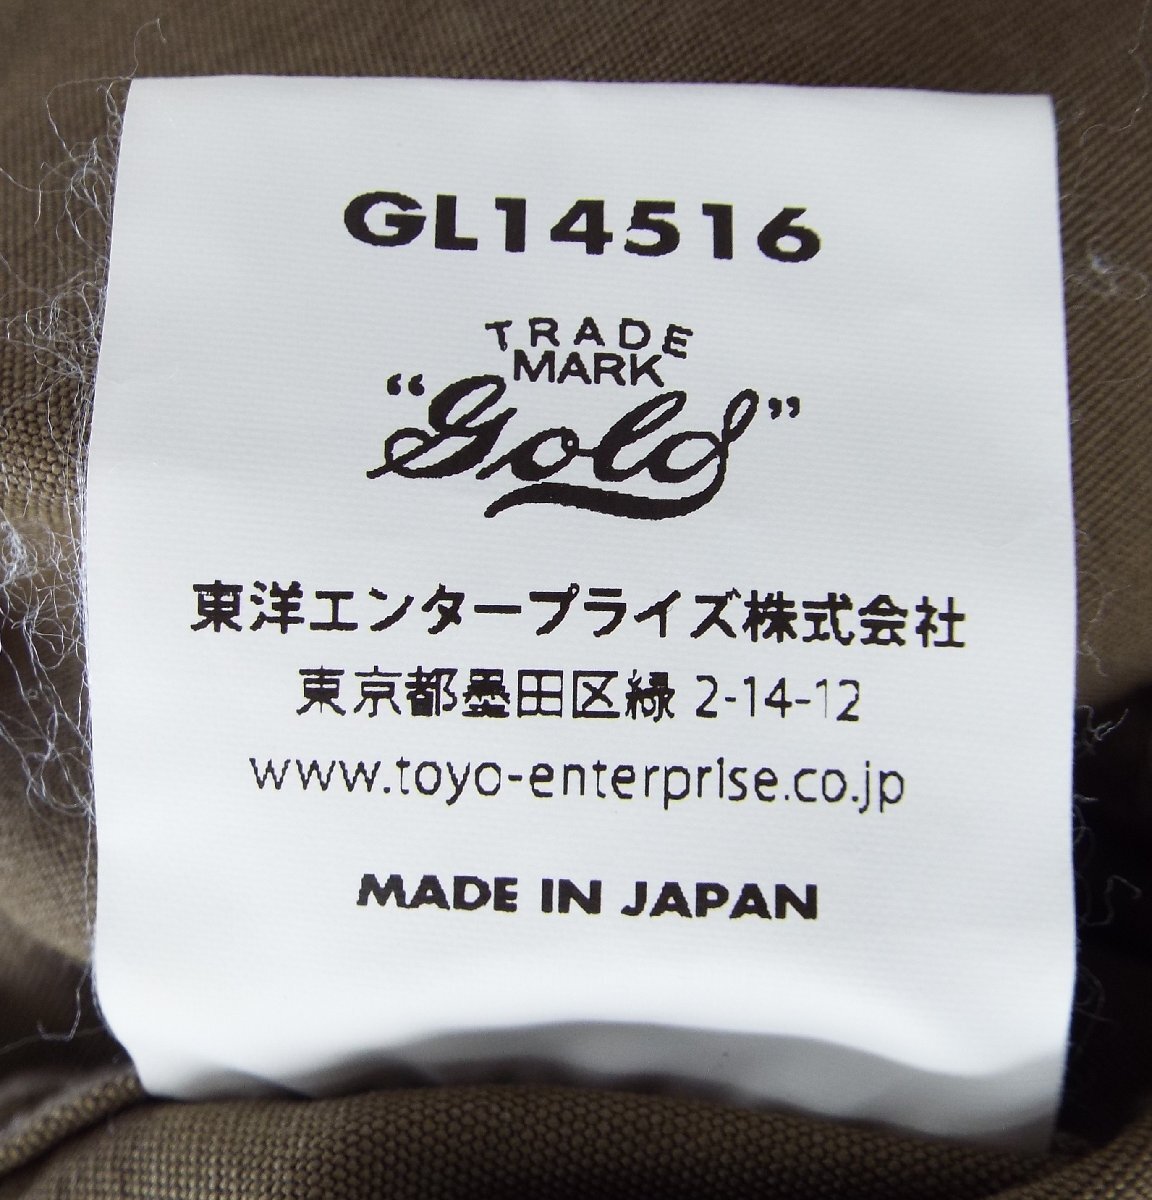 GL14516
TRADE
MARK
“Gold”
東洋エンタープライズ株式会社
東京都墨田区緑 2-14-12
www.toyo-enterprise.co.jp
MADE IN JAPAN